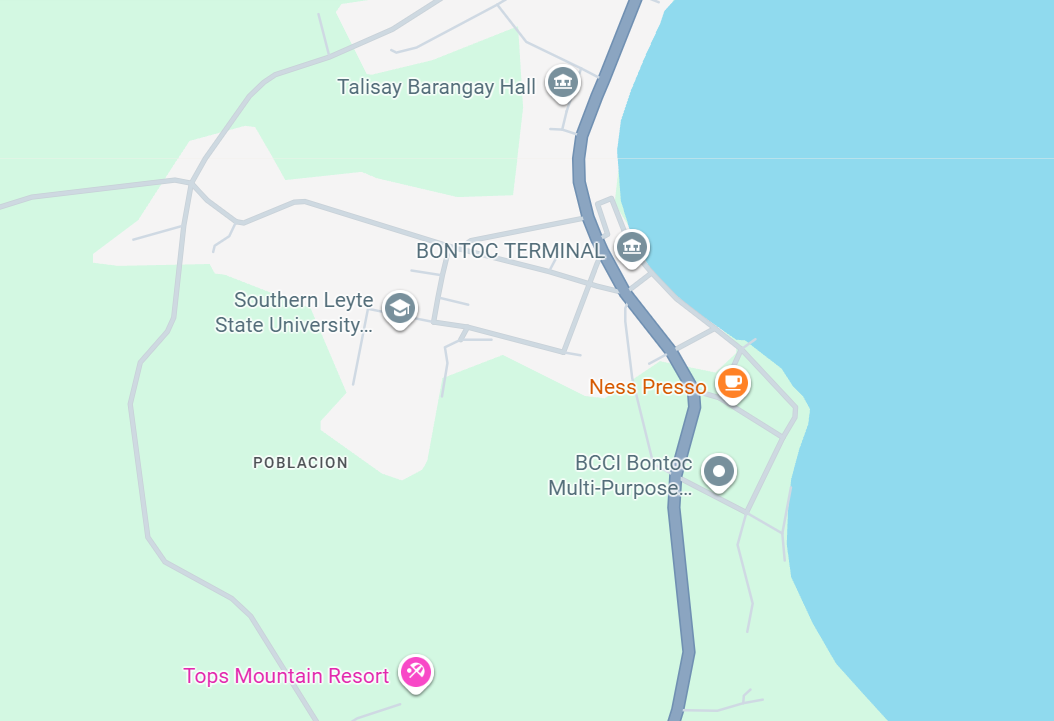 Talisay Barangay Hall
BONTOC TERMINAL
Southern Leyte
State University...
Ness Presso
POBLACION
BCCI Bontoc
Multi-Purpose...
Tops Mountain Resort